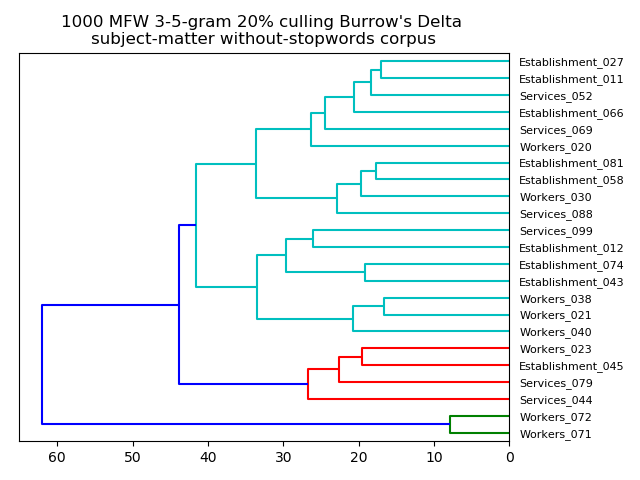 1000 MFW 3-5-gram 20% culling Burrow's Delta
subject-matter without-stopwords corpus
Establishment_027
Establishment_011
Services_052
Establishment_066
Services_069
Workers_020
Establishment_081
Establishment_058
Workers_030
Services_088
Services_099
Establishment_012
Establishment_074
Establishment_043
Workers_038
Workers_021
Workers_040
Workers_023
Establishment_045
Services_079
Services_044
Workers_072
Workers_071
60 50 40 30 20 10 0